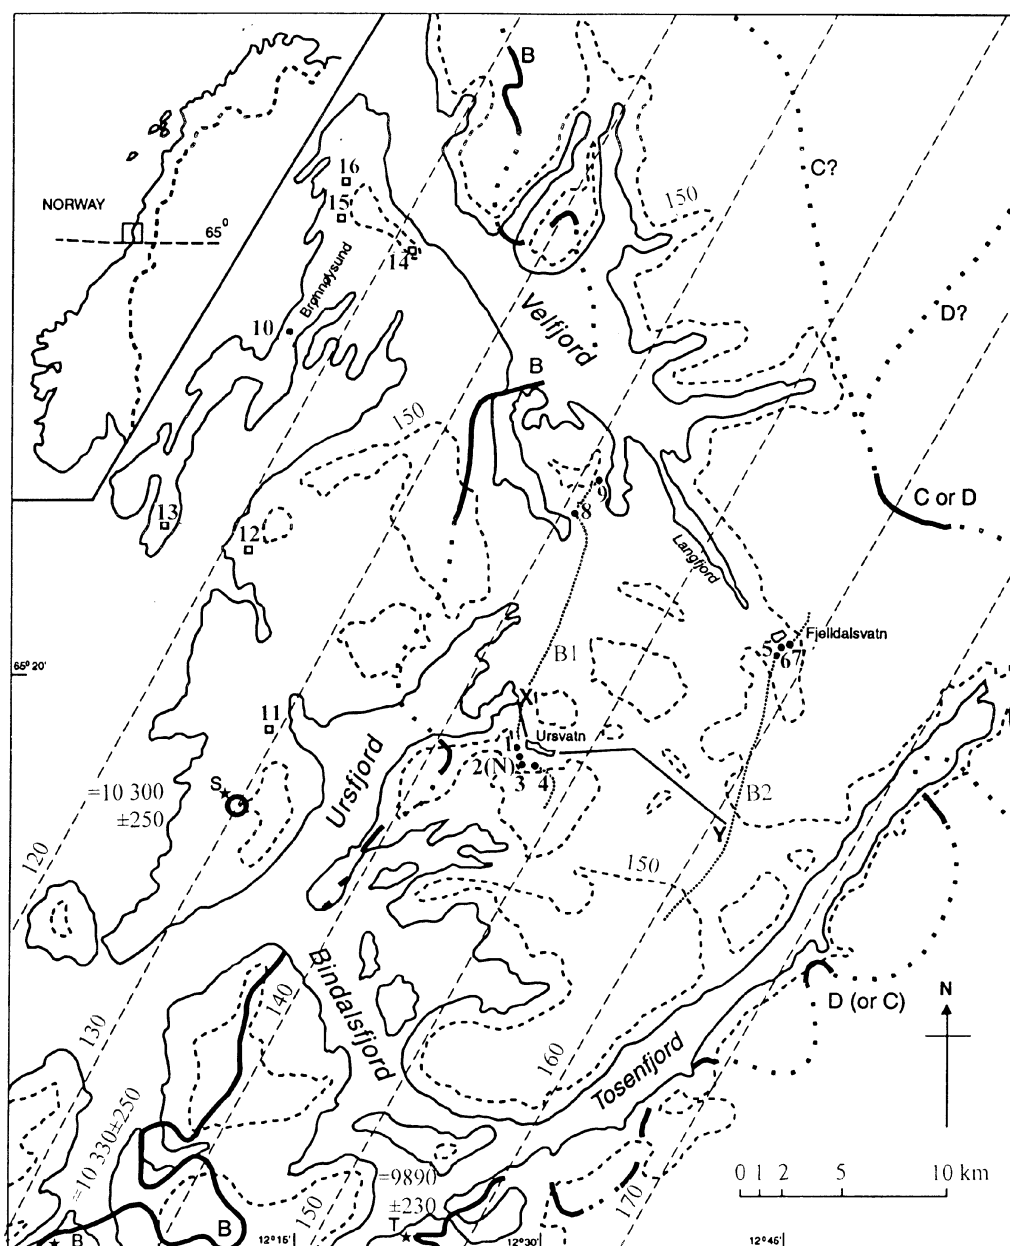 B
C?
16
150
15
NORWAY
65°
14
Brønnøysund
D?
10
Velfjord
B
150
9
C or D
13
8
12
Langfjord
Fjelldalsvatn
5
67
B1
65° 20'
X
11
Ursvatn
1
2(N)
3
4
Ursfjord
S
=10 300
±250
B2
Y
120
150
Bindalsfjord
140
D (or C)
N
130
160
Tosenfjord
=10 330±250
=9890
±230
0 1 2 5 10 km
150
170
T
B
B
12° 15'
12° 30'
12° 45'